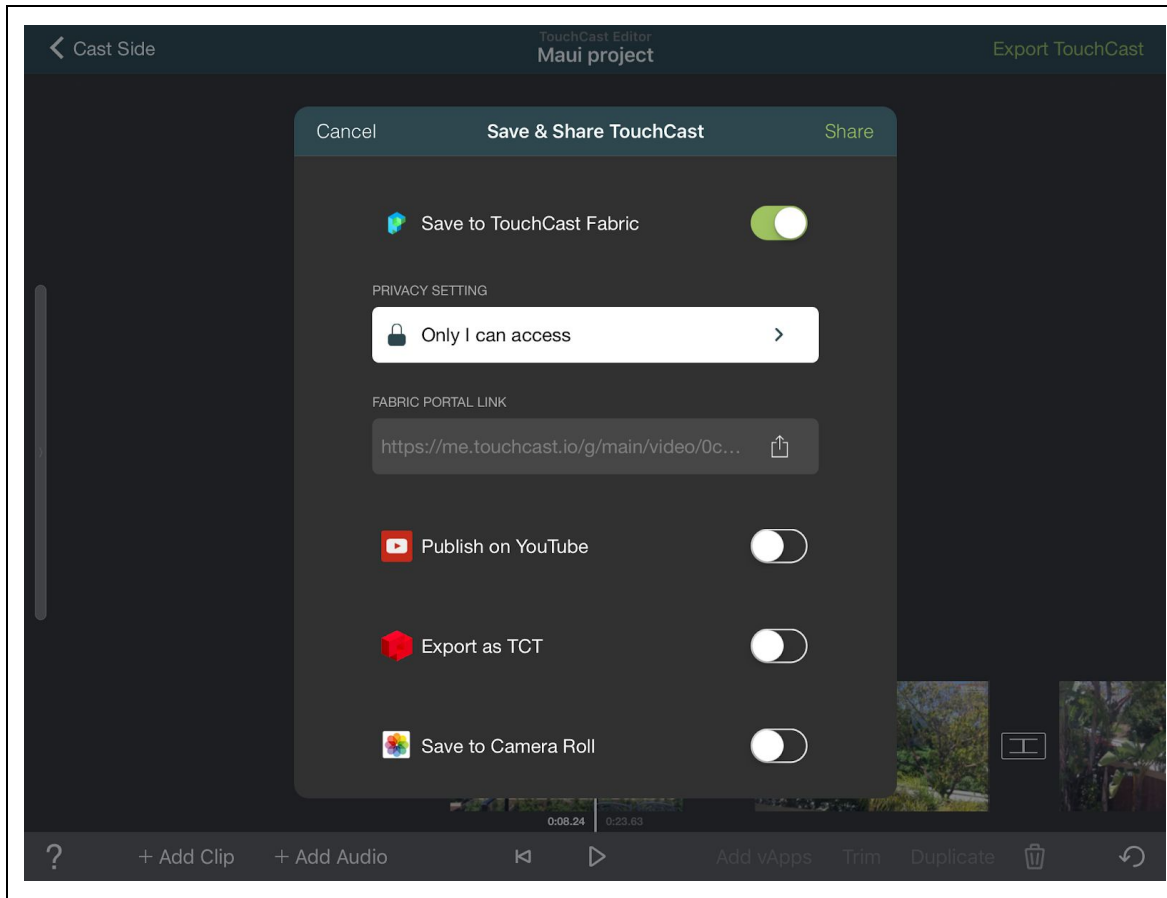 Cast Side
TouchCast Editor
Maui project
Export TouchCast
Cancel
Save & Share TouchCast
Share
Save to TouchCast Fabric
PRIVACY SETTING
Only I can access
FABRIC PORTAL LINK
https://me.touchcast.io/g/main/video/0c...
Publish on YouTube
Export as TCT
Save to Camera Roll
0:08.24 0:23.63
? + Add Clip + Add Audio Add vApps Trim Duplicate